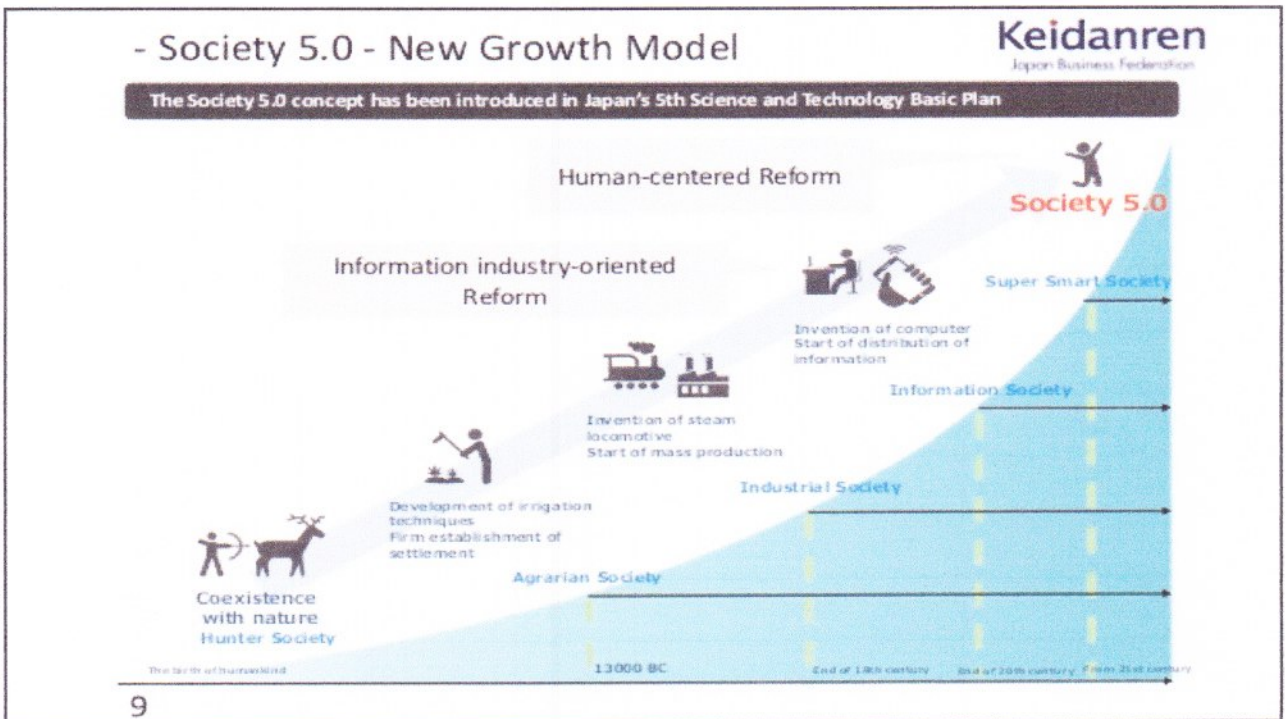 - Society 5.0 - New Growth Model
Keidanren
Japan Business Federation
The Society 5.0 concept has been introduced in Japan's 5th Science and Technology Basic Plan
Human-centered Reform
Society 5.0
Information industry-oriented
Reform
Super Smart Society
Invention of computer
Start of distribution of
information
Information Society
Invention of steam
locomotive
Start of mass production
Industrial Society
Development of irrigation
techniques
Firm establishment of
settlement
Agrarian Society
Coexistence
with nature
Hunter Society
The birth of humankind
13000 BC
End of 18th century
End of 20th century
From 21st century
9